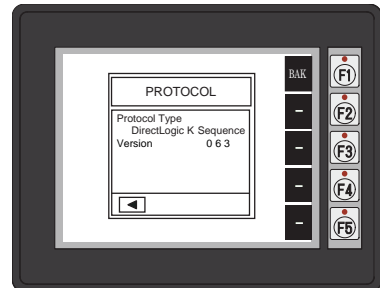 PROTOCOL
Protocol Type
DirectLogic K Sequence
Version 0 6 3
BAK
–
–
–
–
F1
F2
F3
F4
F5